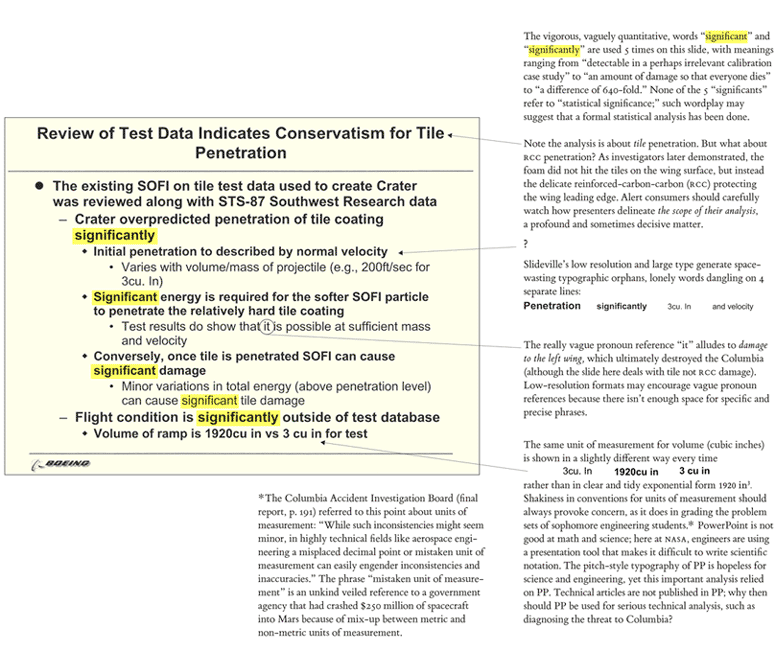 Review of Test Data Indicates Conservatism for Tile
Penetration
● The existing SOFI on tile test data used to create Crater
was reviewed along with STS-87 Southwest Research data
– Crater overpredicted penetration of tile coating
significantly
◆ Initial penetration to described by normal velocity
• Varies with volume/mass of projectile (e.g., 200ft/sec for
3cu. In)
◆ Significant energy is required for the softer SOFI particle
to penetrate the relatively hard tile coating
• Test results do show that it is possible at sufficient mass
and velocity
◆ Conversely, once tile is penetrated SOFI can cause
significant damage
• Minor variations in total energy (above penetration level)
can cause significant tile damage
– Flight condition is significantly outside of test database
◆ Volume of ramp is 1920cu in vs 3 cu in for test
BOEING
The vigorous, vaguely quantitative, words “significant” and
“significantly” are used 5 times on this slide, with meanings
ranging from “detectable in a perhaps irrelevant calibration
case study” to “an amount of damage so that everyone dies”
to “a difference of 640-fold.” None of the 5 “significants”
refer to “statistical significance;” such wordplay may
suggest that a formal statistical analysis has been done.
Note the analysis is about tile penetration. But what about
RCC penetration? As investigators later demonstrated, the
foam did not hit the tiles on the wing surface, but instead
the delicate reinforced-carbon-carbon (RCC) protecting
the wing leading edge. Alert consumers should carefully
watch how presenters delineate the scope of their analysis,
a profound and sometimes decisive matter.
?
Slideville’s low resolution and large type generate space-
wasting typographic orphans, lonely words dangling on 4
separate lines:
Penetration significantly 3cu. In and velocity
The really vague pronoun reference “it” alludes to damage
to the left wing, which ultimately destroyed the Columbia
(although the slide here deals with tile not RCC damage).
Low-resolution formats may encourage vague pronoun
references because there isn’t enough space for specific and
precise phrases.
The same unit of measurement for volume (cubic inches)
is shown in a slightly different way every time
3cu. In 1920cu in 3 cu in
rather than in clear and tidy exponential form 1920 in³.
Shakiness in conventions for units of measurement should
always provoke concern, as it does in grading the problem
sets of sophomore engineering students.* PowerPoint is not
good at math and science; here at NASA, engineers are using
a presentation tool that makes it difficult to write scientific
notation. The pitch-style typography of PP is hopeless for
science and engineering, yet this important analysis relied
on PP. Technical articles are not published in PP; why then
should PP be used for serious technical analysis, such as
diagnosing the threat to Columbia?
*The Columbia Accident Investigation Board (final
report, p. 191) referred to this point about units of
measurement: “While such inconsistencies might seem
minor, in highly technical fields like aerospace engi-
neering a misplaced decimal point or mistaken unit of
measurement can easily engender inconsistencies and
inaccuracies.” The phrase “mistaken unit of measure-
ment” is an unkind veiled reference to a government
agency that had crashed $250 million of spacecraft
into Mars because of mix-up between metric and
non-metric units of measurement.